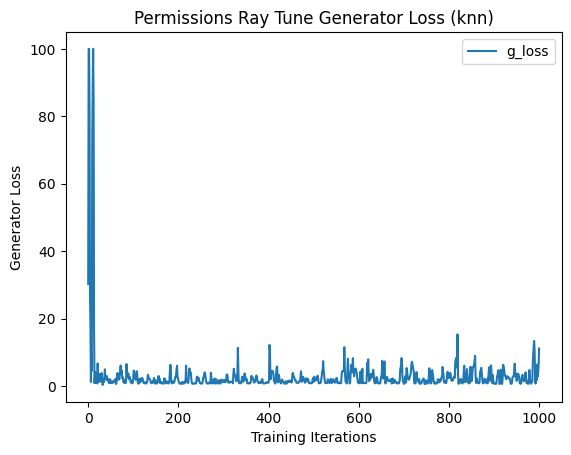 Permissions Ray Tune Generator Loss (knn)
g_loss
Generator Loss
100
80
60
40
20
0
0 200 400 600 800 1000
Training Iterations